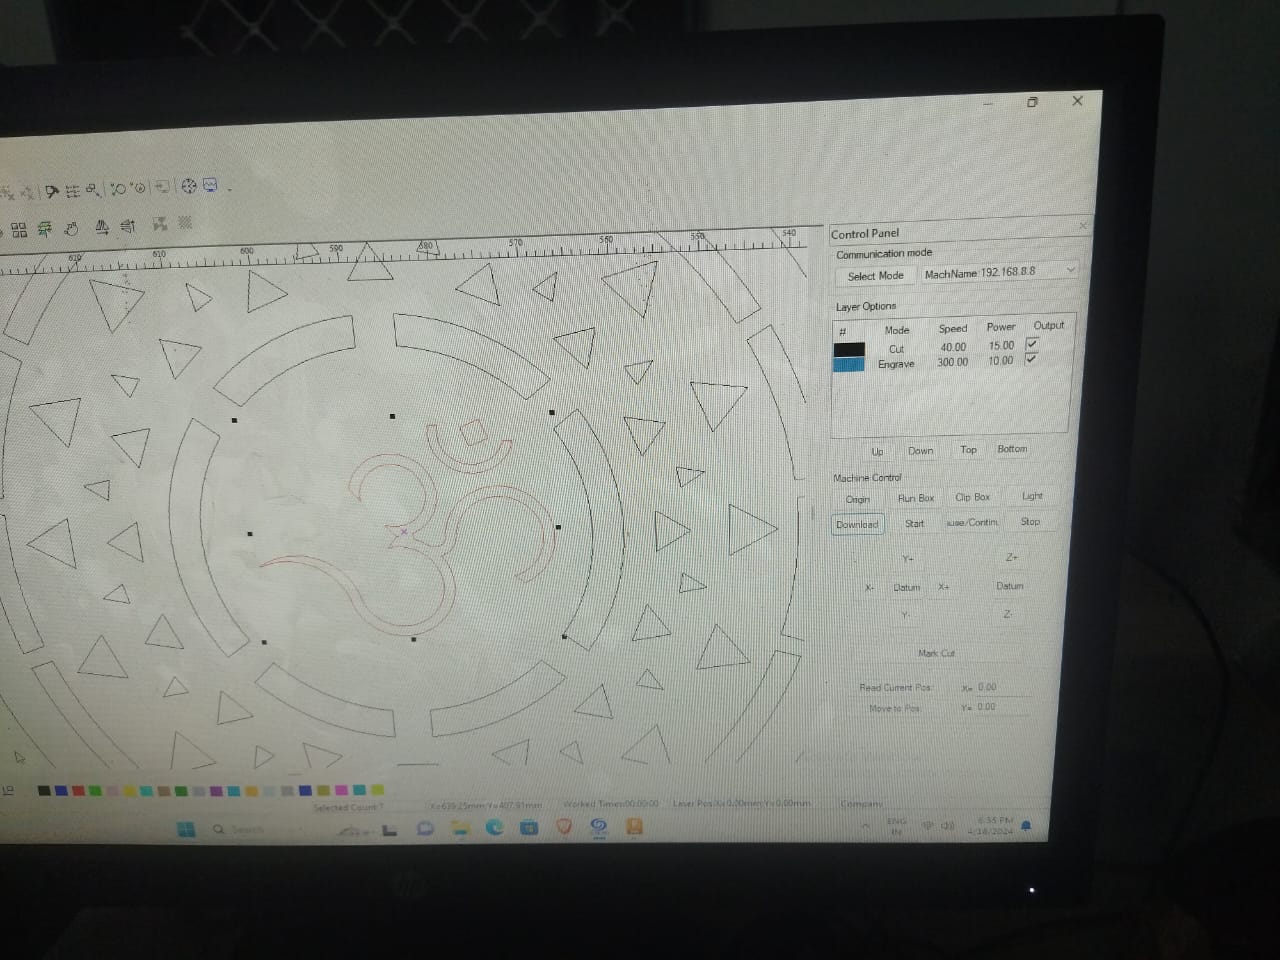 620 610 600 590 580 570 560 550 540
Control Panel
Communication mode
Select Mode MachName:192.168.8.8
Layer Options
# Mode Speed Power Output
Cut 40.00 15.00
Engrave 300.00 10.00
Up Down Top Bottom
Machine Control
Origin Run Box Clip Box Light
Download Start use/Contin Stop
Y+ Z+
X- Datum X+ Datum
Y- Z-
Mark Cut
Read Current Pos: X= 0.00
Move to Pos: Y= 0.00
Selected Count:7 X=639.25mm;Y=407.91mm Worked Times:00:00:00 Laser Pos:X=0.00mm;Y=0.00mm Company
Search
ENG 6:35 PM
IN 4/18/2024
hp